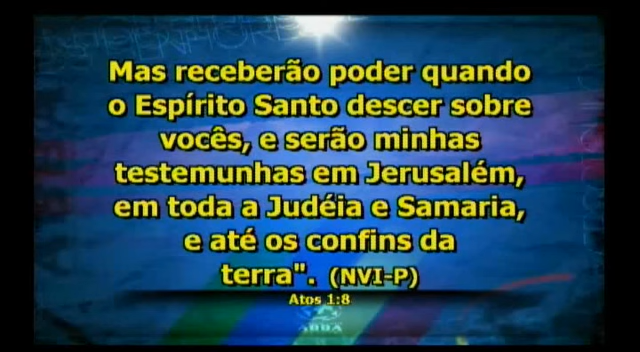 Mas receberão poder quando
o Espírito Santo descer sobre
vocês, e serão minhas
testemunhas em Jerusalém,
em toda a Judéia e Samaria,
e até os confins da
terra". (NVI-P)
Atos 1:8